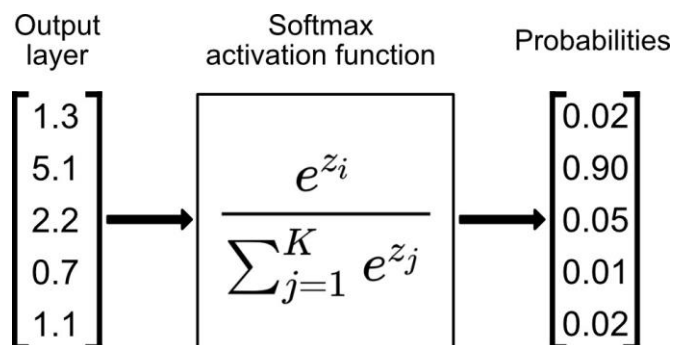 Output
layer
Softmax
activation function
Probabilities
1.3
5.1
2.2
0.7
1.1
e^{z_i}
∑_{j=1}^{K} e^{z_j}
0.02
0.90
0.05
0.01
0.02